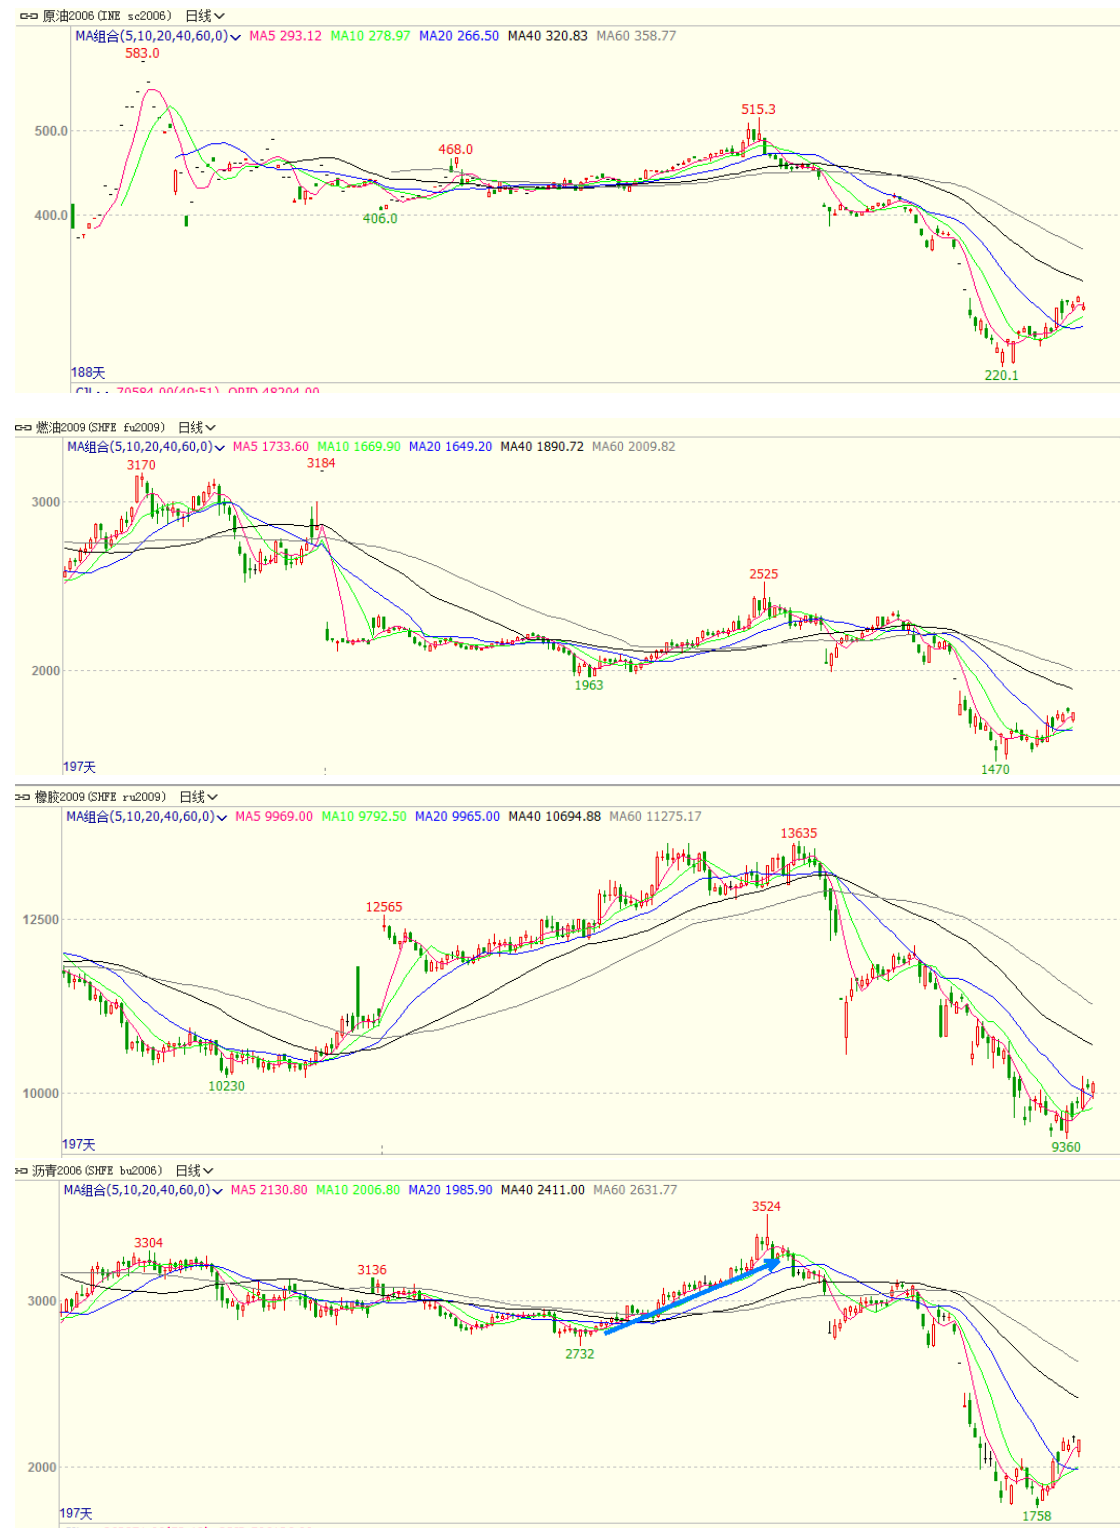 原油2006(INE sc2006) 日线
MA组合(5,10,20,40,60,0) MA5 293.12 MA10 278.97 MA20 266.50 MA40 320.83 MA60 358.77
583.0
515.3
500.0
468.0
400.0
406.0
188天
220.1
燃油2009(SHFE fu2009) 日线
MA组合(5,10,20,40,60,0) MA5 1733.60 MA10 1669.90 MA20 1649.20 MA40 1890.72 MA60 2009.82
3170
3184
3000
2525
2000
1963
197天
1470
橡胶2009(SHFE ru2009) 日线
MA组合(5,10,20,40,60,0) MA5 9969.00 MA10 9792.50 MA20 9965.00 MA40 10694.88 MA60 11275.17
13635
12565
12500
10230
10000
197天
9360
沥青2006(SHFE bu2006) 日线
MA组合(5,10,20,40,60,0) MA5 2130.80 MA10 2006.80 MA20 1985.90 MA40 2411.00 MA60 2631.77
3524
3304
3136
3000
2732
2000
197天
1758